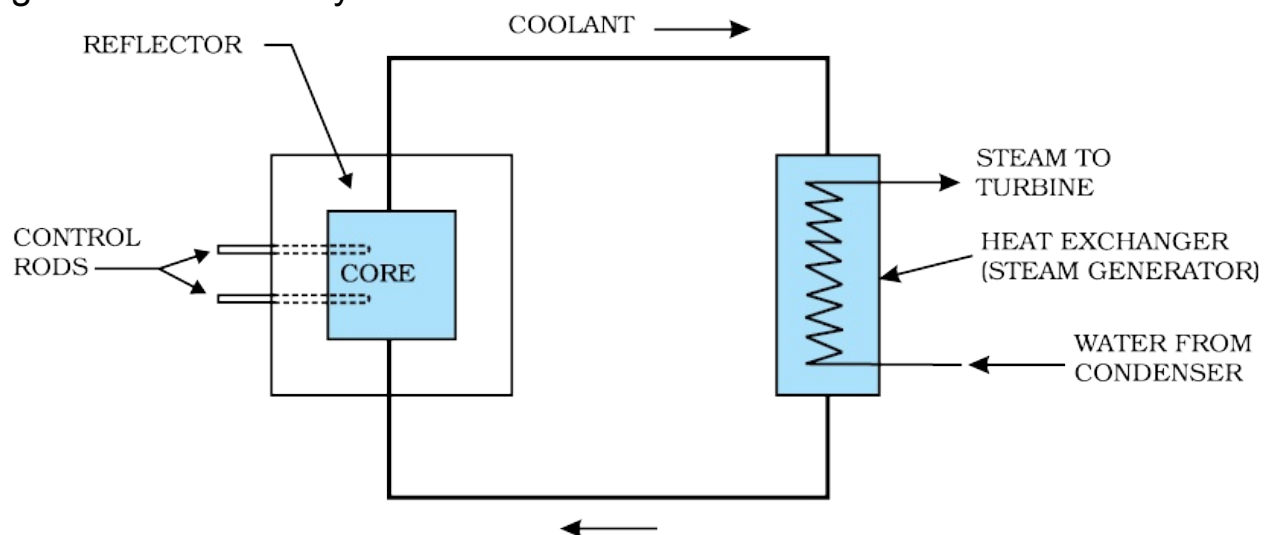 COOLANT
REFLECTOR
STEAM TO
TURBINE
CONTROL
RODS
CORE
HEAT EXCHANGER
(STEAM GENERATOR)
WATER FROM
CONDENSER